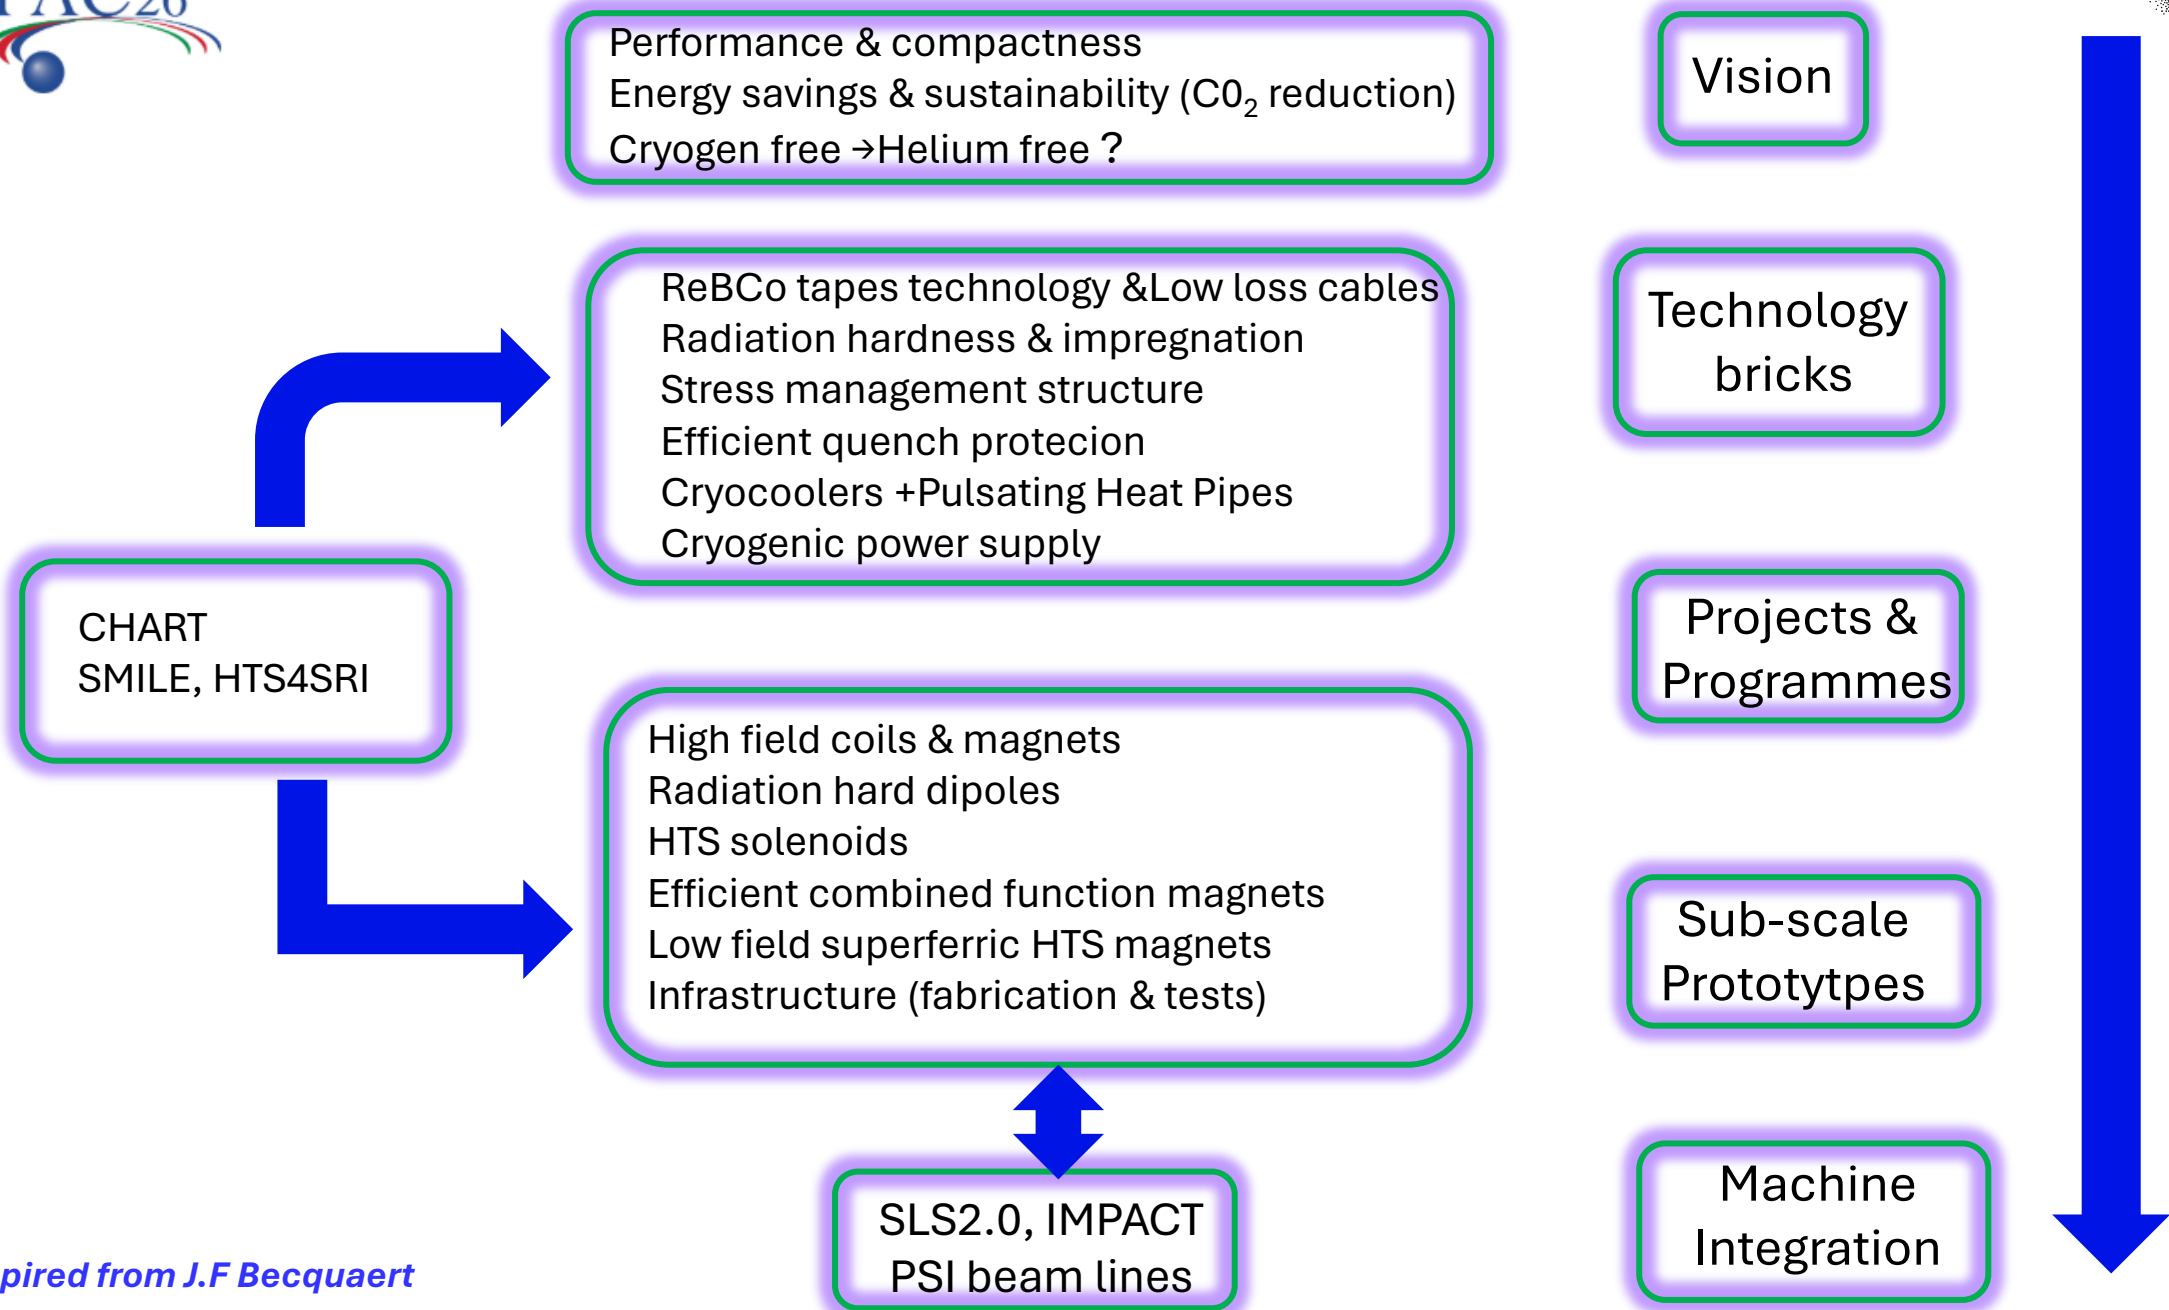 PAC26
Performance & compactness
Energy savings & sustainability (C0₂ reduction)
Cryogen free →Helium free ?
Vision
ReBCo tapes technology &Low loss cables
Radiation hardness & impregnation
Stress management structure
Efficient quench protecion
Cryocoolers +Pulsating Heat Pipes
Cryogenic power supply
Technology
bricks
CHART
SMILE, HTS4SRI
Projects &
Programmes
High field coils & magnets
Radiation hard dipoles
HTS solenoids
Efficient combined function magnets
Low field superferric HTS magnets
Infrastructure (fabrication & tests)
Sub-scale
Prototytpes
SLS2.0, IMPACT
PSI beam lines
Machine
Integration
pired from J.F Becquaert